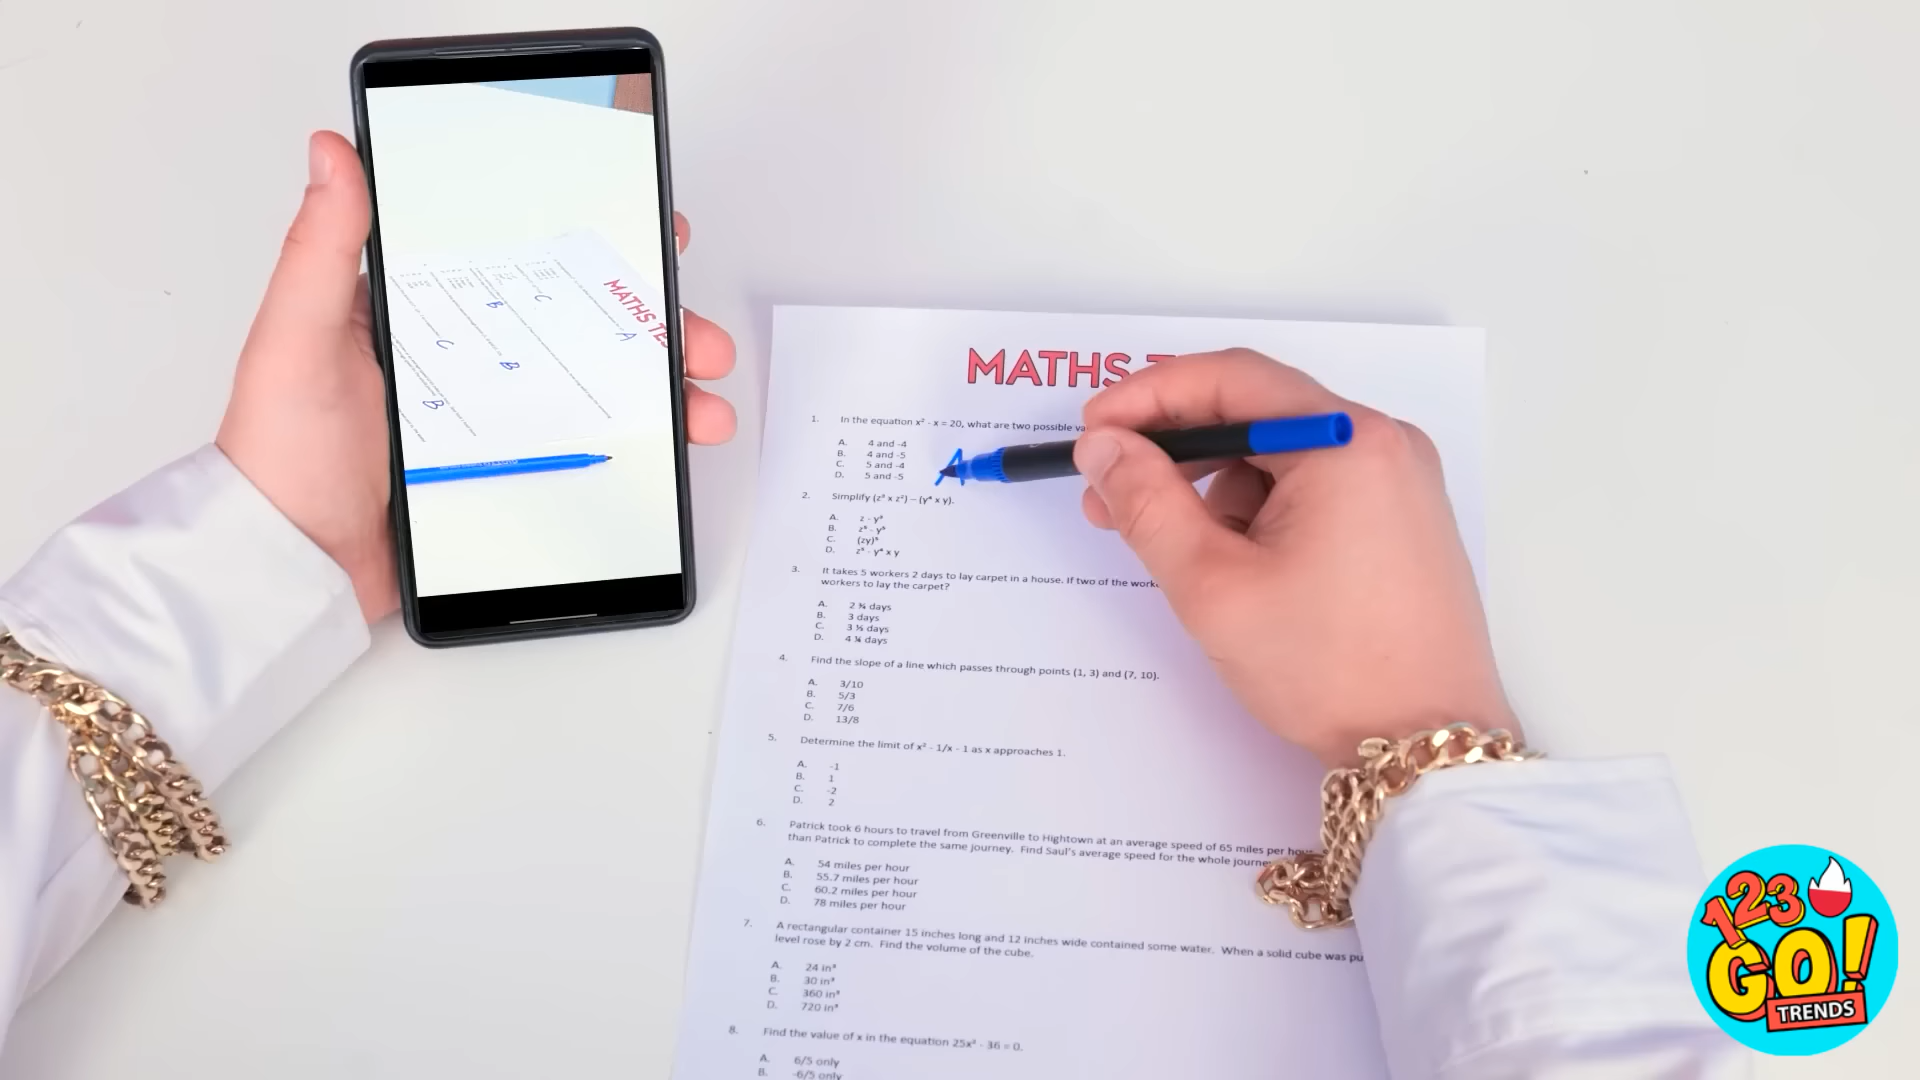 MATHS
1. In the equation x² - x = 20, what are two possible
A. 4 and -4
B. 4 and -5
C. 5 and -4
D. 5 and -5
A
2. Simplify (z³ x z²) – (y⁴ x y).
A. z - y⁵
B. z⁶ - y⁵
C. (zy)⁵
D. z⁵ - y⁴ x y
3. It takes 5 workers 2 days to lay carpet in a house. If two of the
workers to lay the carpet?
A. 2 ¾ days
B. 3 days
C. 3 ⅓ days
D. 4 ¼ days
4. Find the slope of a line which passes through points (1, 3) and (7, 10).
A. 3/10
B. 5/3
C. 7/6
D. 13/8
5. Determine the limit of x² - 1/x - 1 as x approaches 1.
A. -1
B. 1
C. -2
D. 2
6. Patrick took 6 hours to travel from Greenville to Hightown at an average speed of 65 miles per
than Patrick to complete the same journey. Find Saul's average speed for the whole
A. 54 miles per hour
B. 55.7 miles per hour
C. 60.2 miles per hour
D. 78 miles per hour
7. A rectangular container 15 inches long and 12 inches wide contained some water. When a solid cube was
level rose by 2 cm. Find the volume of the cube.
A. 24 in³
B. 30 in³
C. 360 in³
D. 720 in³
8. Find the value of x in the equation 25x² - 36 = 0.
A. 6/5 only
B. -6/5 only
MATHS
A
C
B
B
C
B
123
GO!
TRENDS